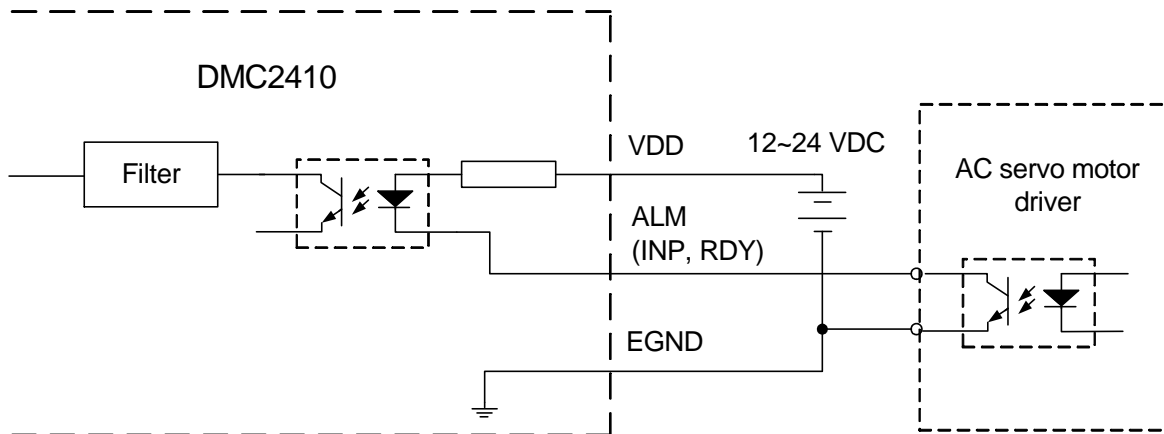 DMC2410
Filter
VDD
12~24 VDC
ALM
(INP, RDY)
EGND
AC servo motor
driver